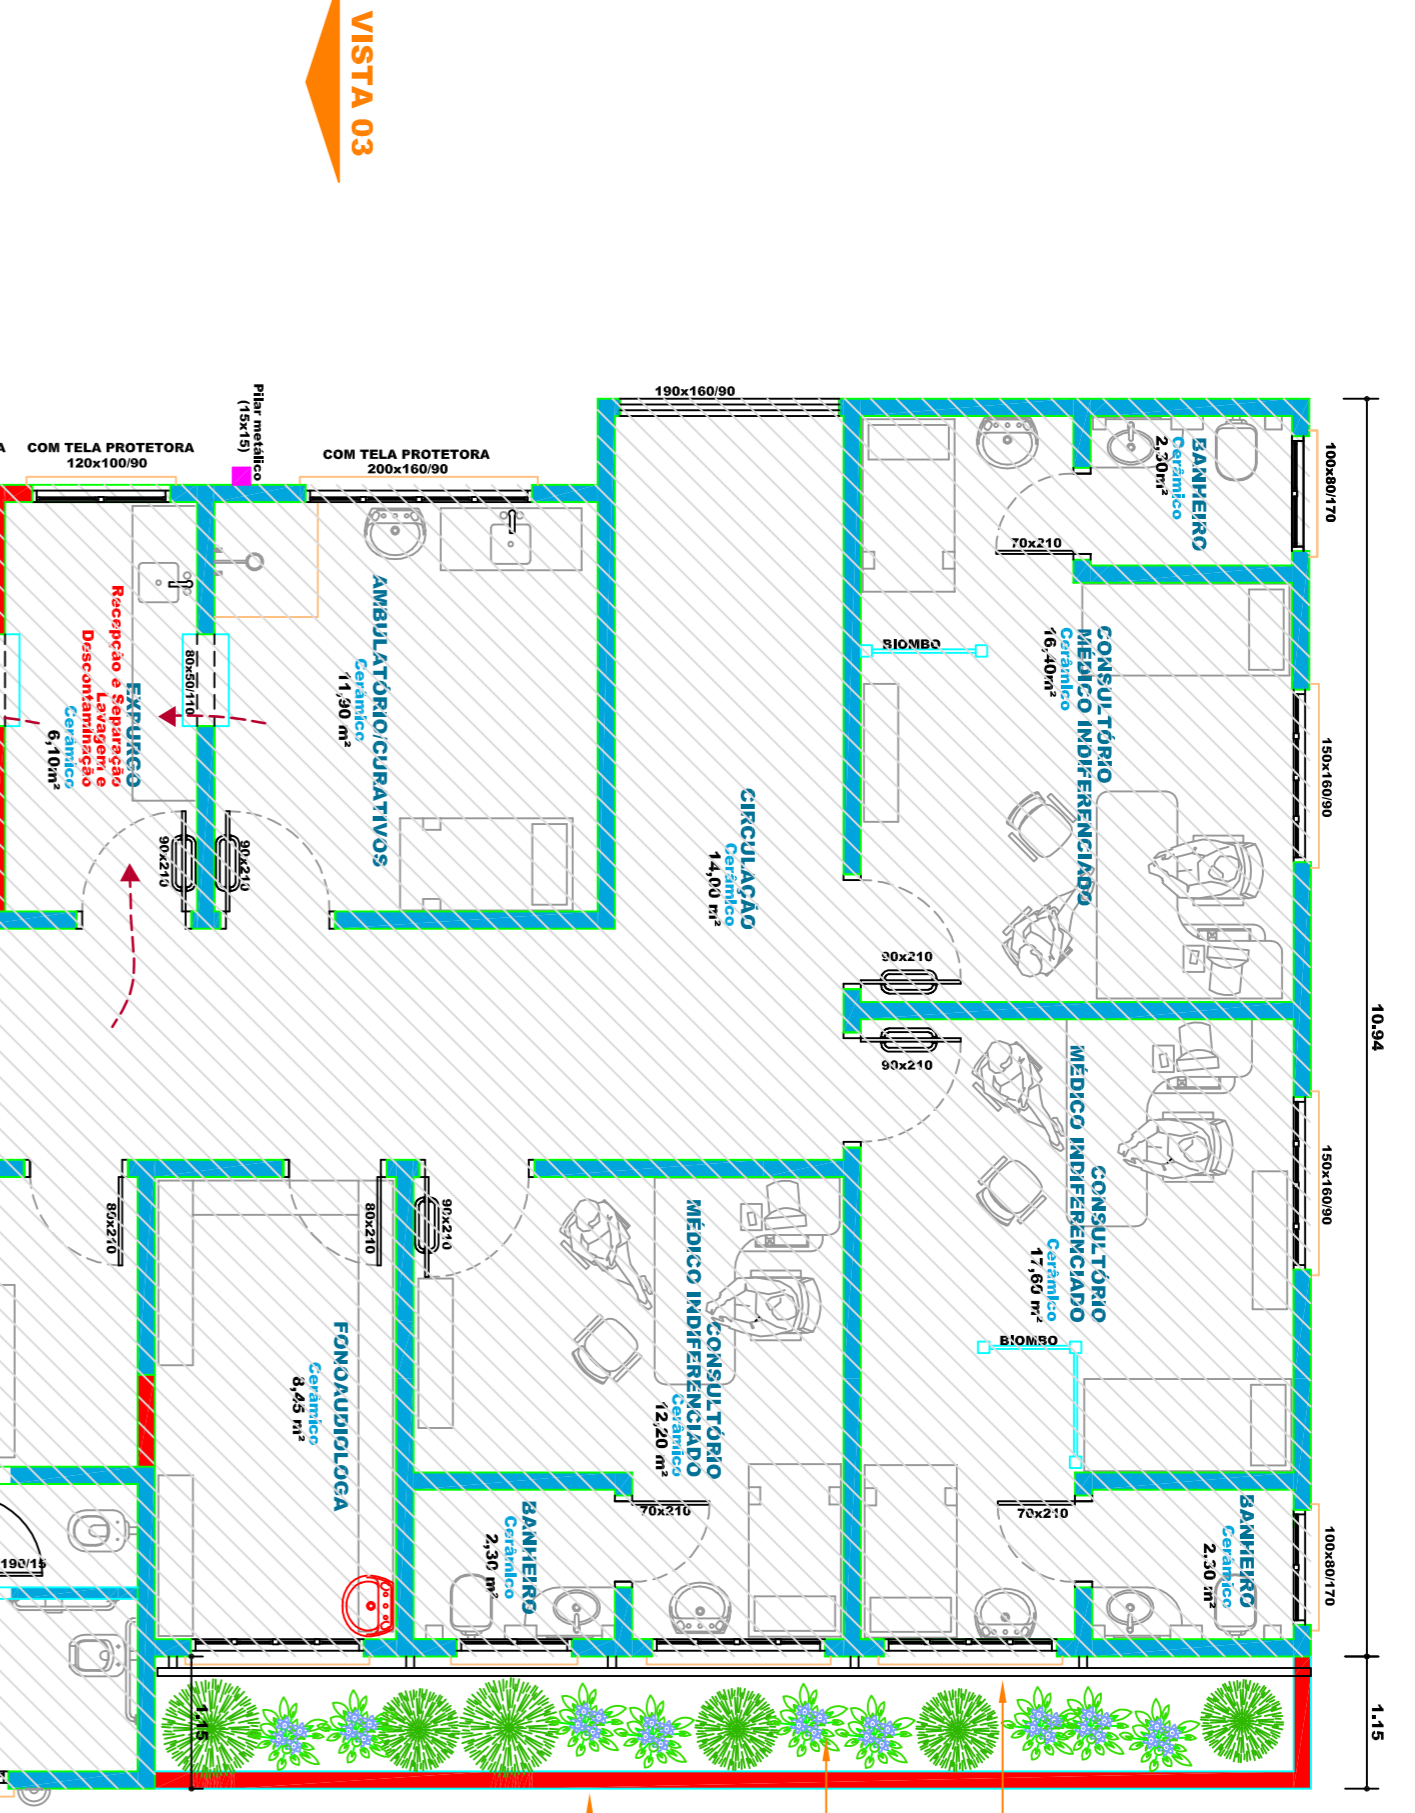 VISTA 03
190x160/90
Pilar metálico
(15x15)
COM TELA PROTETORA
120x100/90
COM TELA PROTETORA
200x160/90
A
BANHEIRO
Cerâmico
2,30m²
100x80/170
70x210
BIOMBO
CONSULTÓRIO
MÉDICO INDIFERENCIADO
Cerâmico
16,40m²
150x160/90
AMBULATÓRIO/CURATIVOS
Cerâmico
11,90 m²
80x50/110
EXPURGO
Recepção e Separação
Lavagem e
Descontaminação
Cerâmico
6,10m²
90x210
90x210
CIRCULAÇÃO
Cerâmico
14,00 m²
90x210
90x210
10.94
CONSULTÓRIO
MÉDICO INDIFERENCIADO
Cerâmico
17,60 m²
150x160/90
BIOMBO
80x210
80x210
90x210
CONSULTÓRIO
MÉDICO INDIFERENCIADO
Cerâmico
12,20 m²
FONOAUDIOLOGA
Cerâmico
8,45 m²
70x210
70x210
BANHEIRO
Cerâmico
2,30 m²
BANHEIRO
Cerâmico
2,30 m²
100x80/170
190/15
1.15
1.15